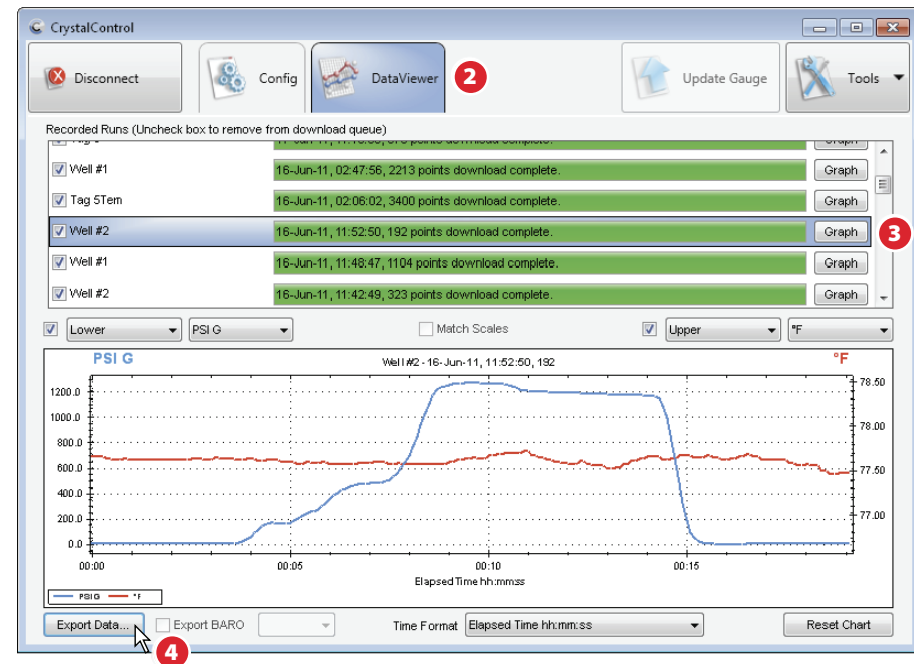 CrystalControl
Disconnect Config DataViewer 2 Update Gauge Tools
Recorded Runs (Uncheck box to remove from download queue)
Well #1 16-Jun-11, 02:47:56, 2213 points download complete. Graph
Tag 5Tem 16-Jun-11, 02:06:02, 3400 points download complete. Graph
Well #2 16-Jun-11, 11:52:50, 192 points download complete. Graph 3
Well #1 16-Jun-11, 11:48:47, 1104 points download complete. Graph
Well #2 16-Jun-11, 11:42:49, 323 points download complete. Graph
Lower PSI G Match Scales Upper °F
PSI G Well #2 - 16-Jun-11, 11:52:50, 192 °F
1200.0 78.50
1000.0 78.00
800.0
600.0 77.50
400.0
200.0 77.00
0.0
00:00 00:05 00:10 00:15
Elapsed Time hh:mm:ss
PSI G °F
Export Data... Export BARO Time Format Elapsed Time hh:mm:ss Reset Chart
4